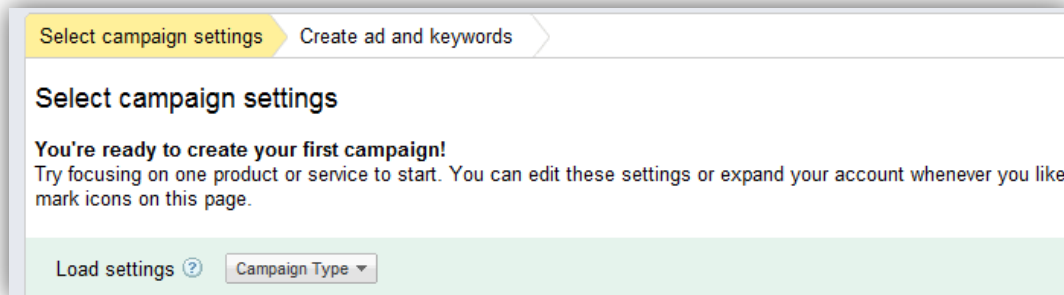 Select campaign settings Create ad and keywords
Select campaign settings
You're ready to create your first campaign!
Try focusing on one product or service to start. You can edit these settings or expand your account whenever you like
mark icons on this page.
Load settings ? Campaign Type